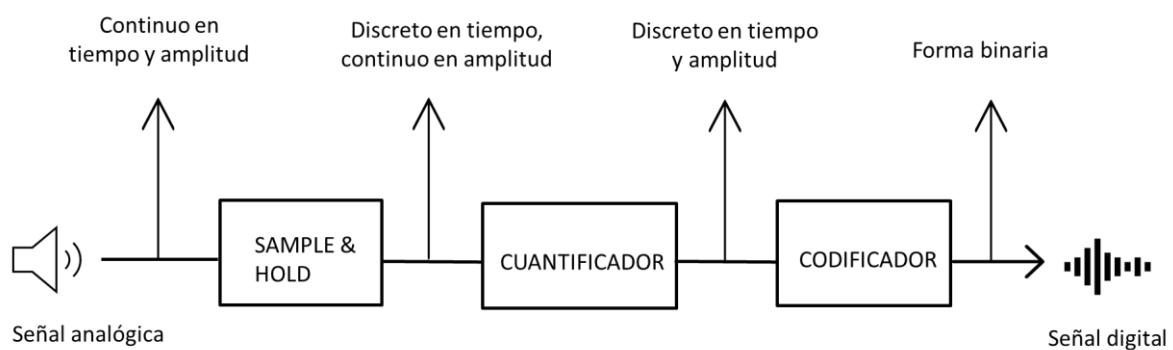 Continuo en
tiempo y amplitud
Discreto en tiempo,
continuo en amplitud
Discreto en tiempo
y amplitud
Forma binaria
SAMPLE &
HOLD
CUANTIFICADOR
CODIFICADOR
Señal analógica
Señal digital